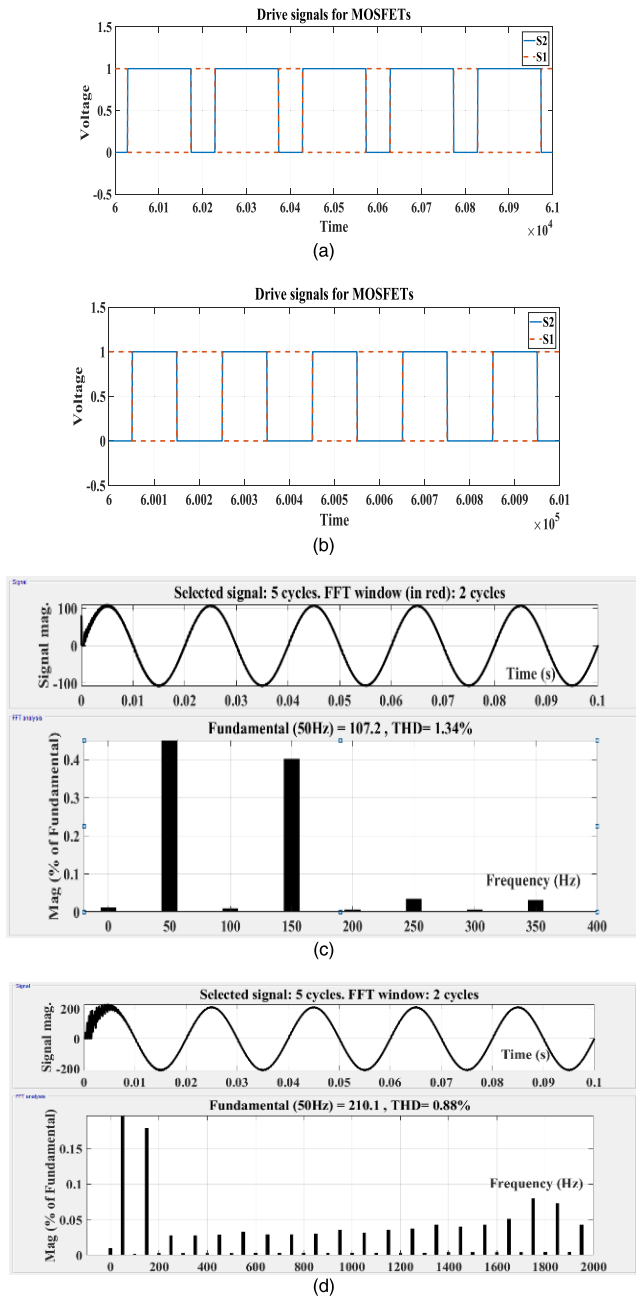 Drive signals for MOSFETs
1.5
1
0.5
0
-0.5
Voltage
S2
S1
6 6.01 6.02 6.03 6.04 6.05 6.06 6.07 6.08 6.09 6.1
Time
×10⁴
(a)
Drive signals for MOSFETs
1.5
1
0.5
0
-0.5
Voltage
S2
S1
6 6.001 6.002 6.003 6.004 6.005 6.006 6.007 6.008 6.009 6.01
Time
×10⁵
(b)
Signal
Selected signal: 5 cycles. FFT window (in red): 2 cycles
Signal mag.
100
0
-100
Time (s)
0 0.01 0.02 0.03 0.04 0.05 0.06 0.07 0.08 0.09 0.1
FFT analysis
Fundamental (50Hz) = 107.2 , THD= 1.34%
Mag (% of Fundamental)
0.4
0.3
0.2
0.1
0
Frequency (Hz)
0 50 100 150 200 250 300 350 400
(c)
Signal
Selected signal: 5 cycles. FFT window: 2 cycles
Signal mag.
200
0
-200
Time (s)
0 0.01 0.02 0.03 0.04 0.05 0.06 0.07 0.08 0.09 0.1
FFT analysis
Fundamental (50Hz) = 210.1 , THD= 0.88%
Mag (% of Fundamental)
0.15
0.1
0.05
0
Frequency (Hz)
0 200 400 600 800 1000 1200 1400 1600 1800 2000
(d)